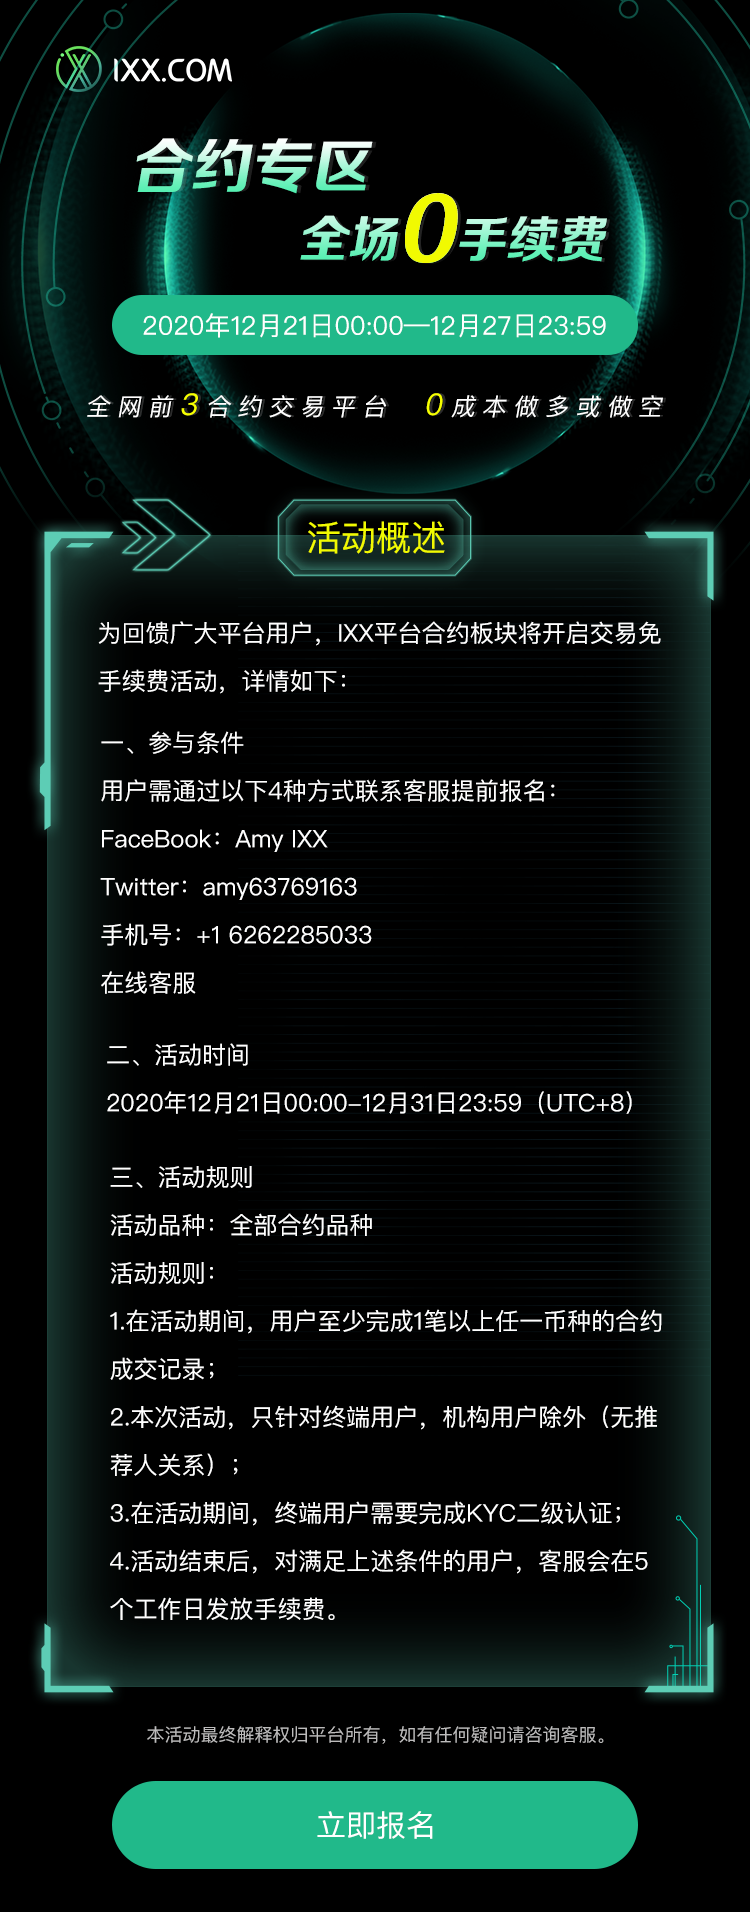 IXX.COM
合约专区
全场0手续费
2020年12月21日00:00—12月27日23:59
全网前3合约交易平台 0成本做多或做空
活动概述
为回馈广大平台用户，IXX平台合约板块将开启交易免
手续费活动，详情如下：
一、参与条件
用户需通过以下4种方式联系客服提前报名：
FaceBook：Amy IXX
Twitter：amy63769163
手机号：+1 6262285033
在线客服
二、活动时间
2020年12月21日00:00-12月31日23:59（UTC+8）
三、活动规则
活动品种：全部合约品种
活动规则：
1.在活动期间，用户至少完成1笔以上任一币种的合约
成交记录；
2.本次活动，只针对终端用户，机构用户除外（无推
荐人关系）；
3.在活动期间，终端用户需要完成KYC二级认证；
4.活动结束后，对满足上述条件的用户，客服会在5
个工作日发放手续费。
本活动最终解释权归平台所有，如有任何疑问请咨询客服。
立即报名